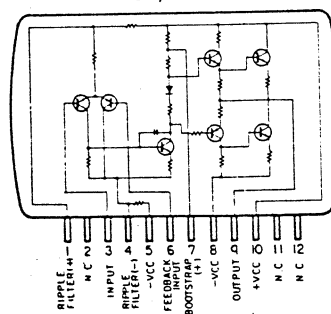 1
2
3
4
5
6
7
8
9
10
11
12
RIPPLE
FILTER(+)
N C
INPUT
RIPPLE
FILTER(-)
-VCC
FEEDBACK
INPUT
BOOTSTRAP
(+)
-VCC
OUTPUT
+VCC
N.C
N.C